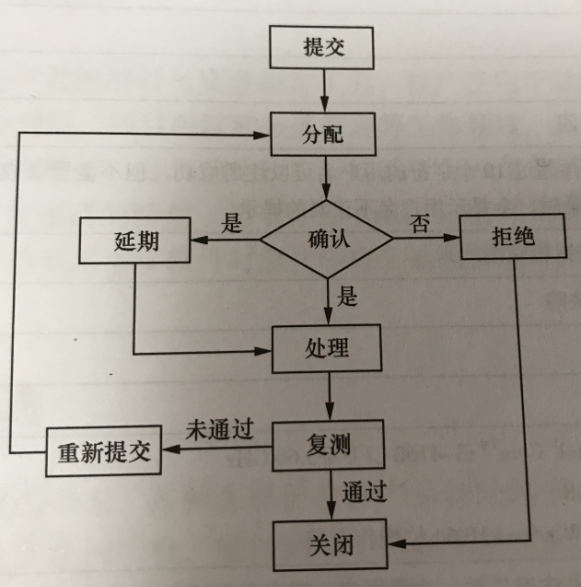 提交
分配
是
否
延期
确认
拒绝
是
处理
未通过
复测
重新提交
通过
关闭